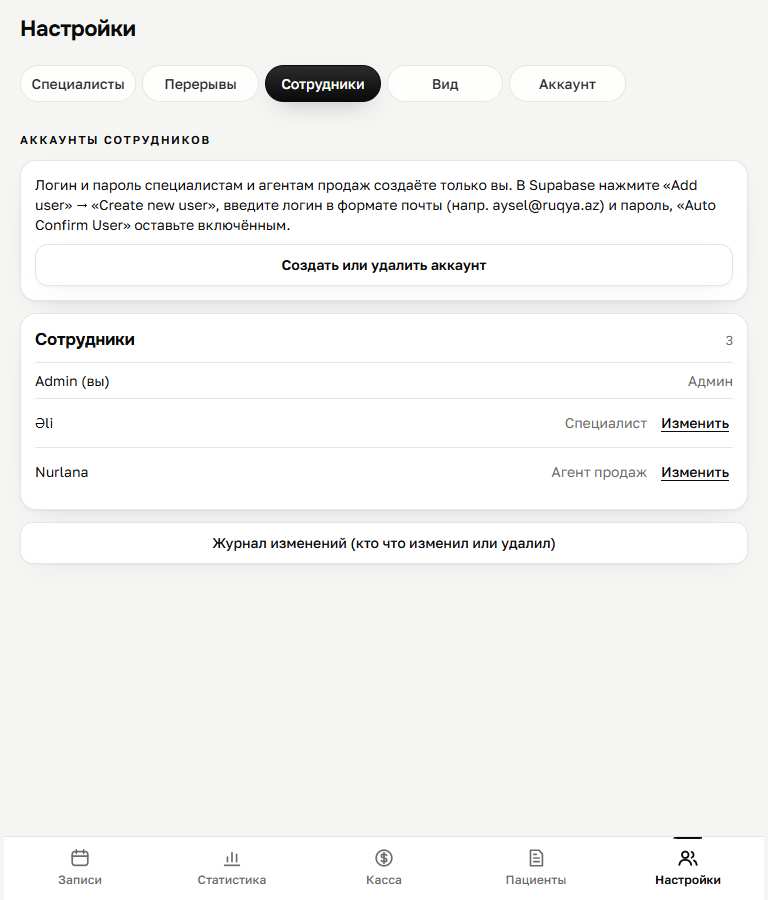 Настройки
Специалисты Перерывы Сотрудники Вид Аккаунт
АККАУНТЫ СОТРУДНИКОВ
Логин и пароль специалистам и агентам продаж создаёте только вы. В Supabase нажмите «Add
user» → «Create new user», введите логин в формате почты (напр. aysel@ruqya.az) и пароль, «Auto
Confirm User» оставьте включённым.
Создать или удалить аккаунт
Сотрудники 3
Admin (вы) Админ
Əli Специалист Изменить
Nurlana Агент продаж Изменить
Журнал изменений (кто что изменил или удалил)
Записи Статистика Касса Пациенты Настройки